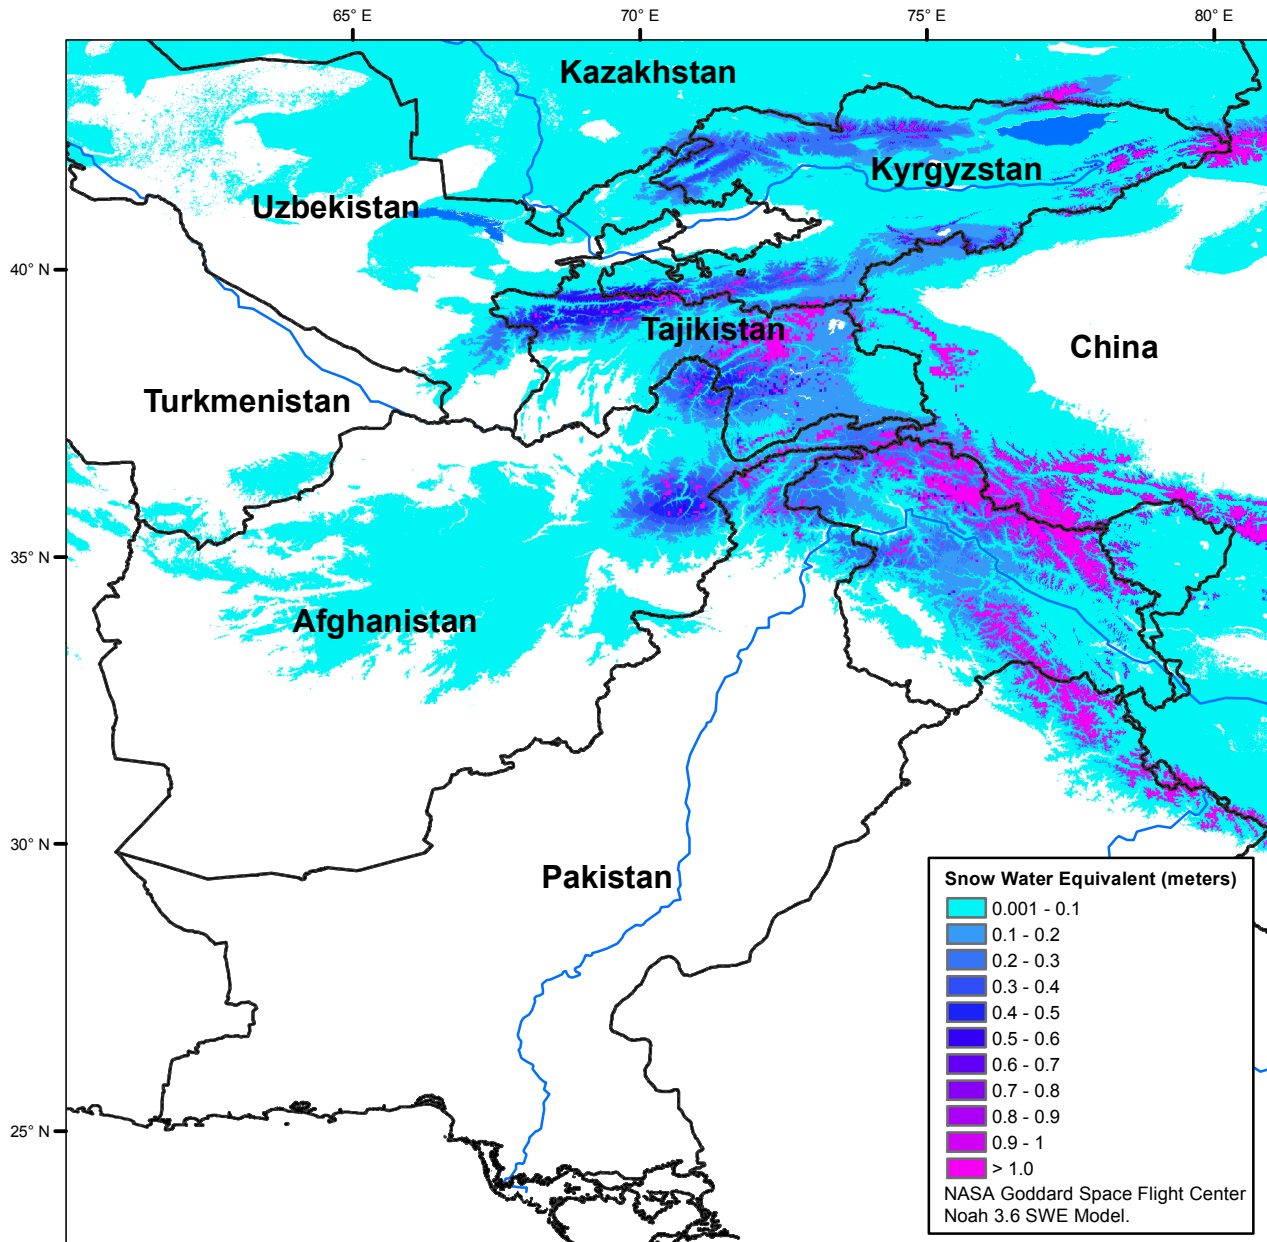 65° E
70° E
75° E
80° E
Kazakhstan
Kyrgyzstan
Uzbekistan
40° N
Tajikistan
China
Turkmenistan
35° N
Afghanistan
30° N
Pakistan
25° N
Snow Water Equivalent (meters)
0.001 - 0.1
0.1 - 0.2
0.2 - 0.3
0.3 - 0.4
0.4 - 0.5
0.5 - 0.6
0.6 - 0.7
0.7 - 0.8
0.8 - 0.9
0.9 - 1
> 1.0
NASA Goddard Space Flight Center
Noah 3.6 SWE Model.